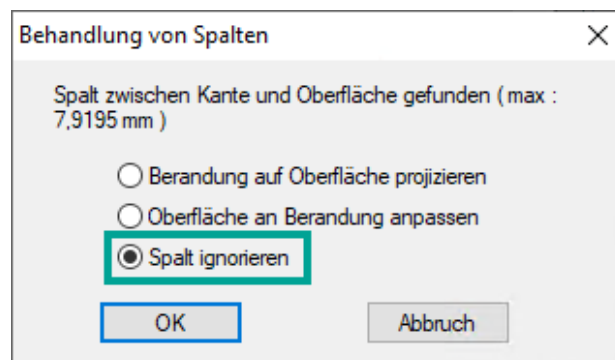 Behandlung von Spalten
Spalt zwischen Kante und Oberfläche gefunden ( max :
7,9195 mm )
Berandung auf Oberfläche projizieren
Oberfläche an Berandung anpassen
Spalt ignorieren
OK
Abbruch